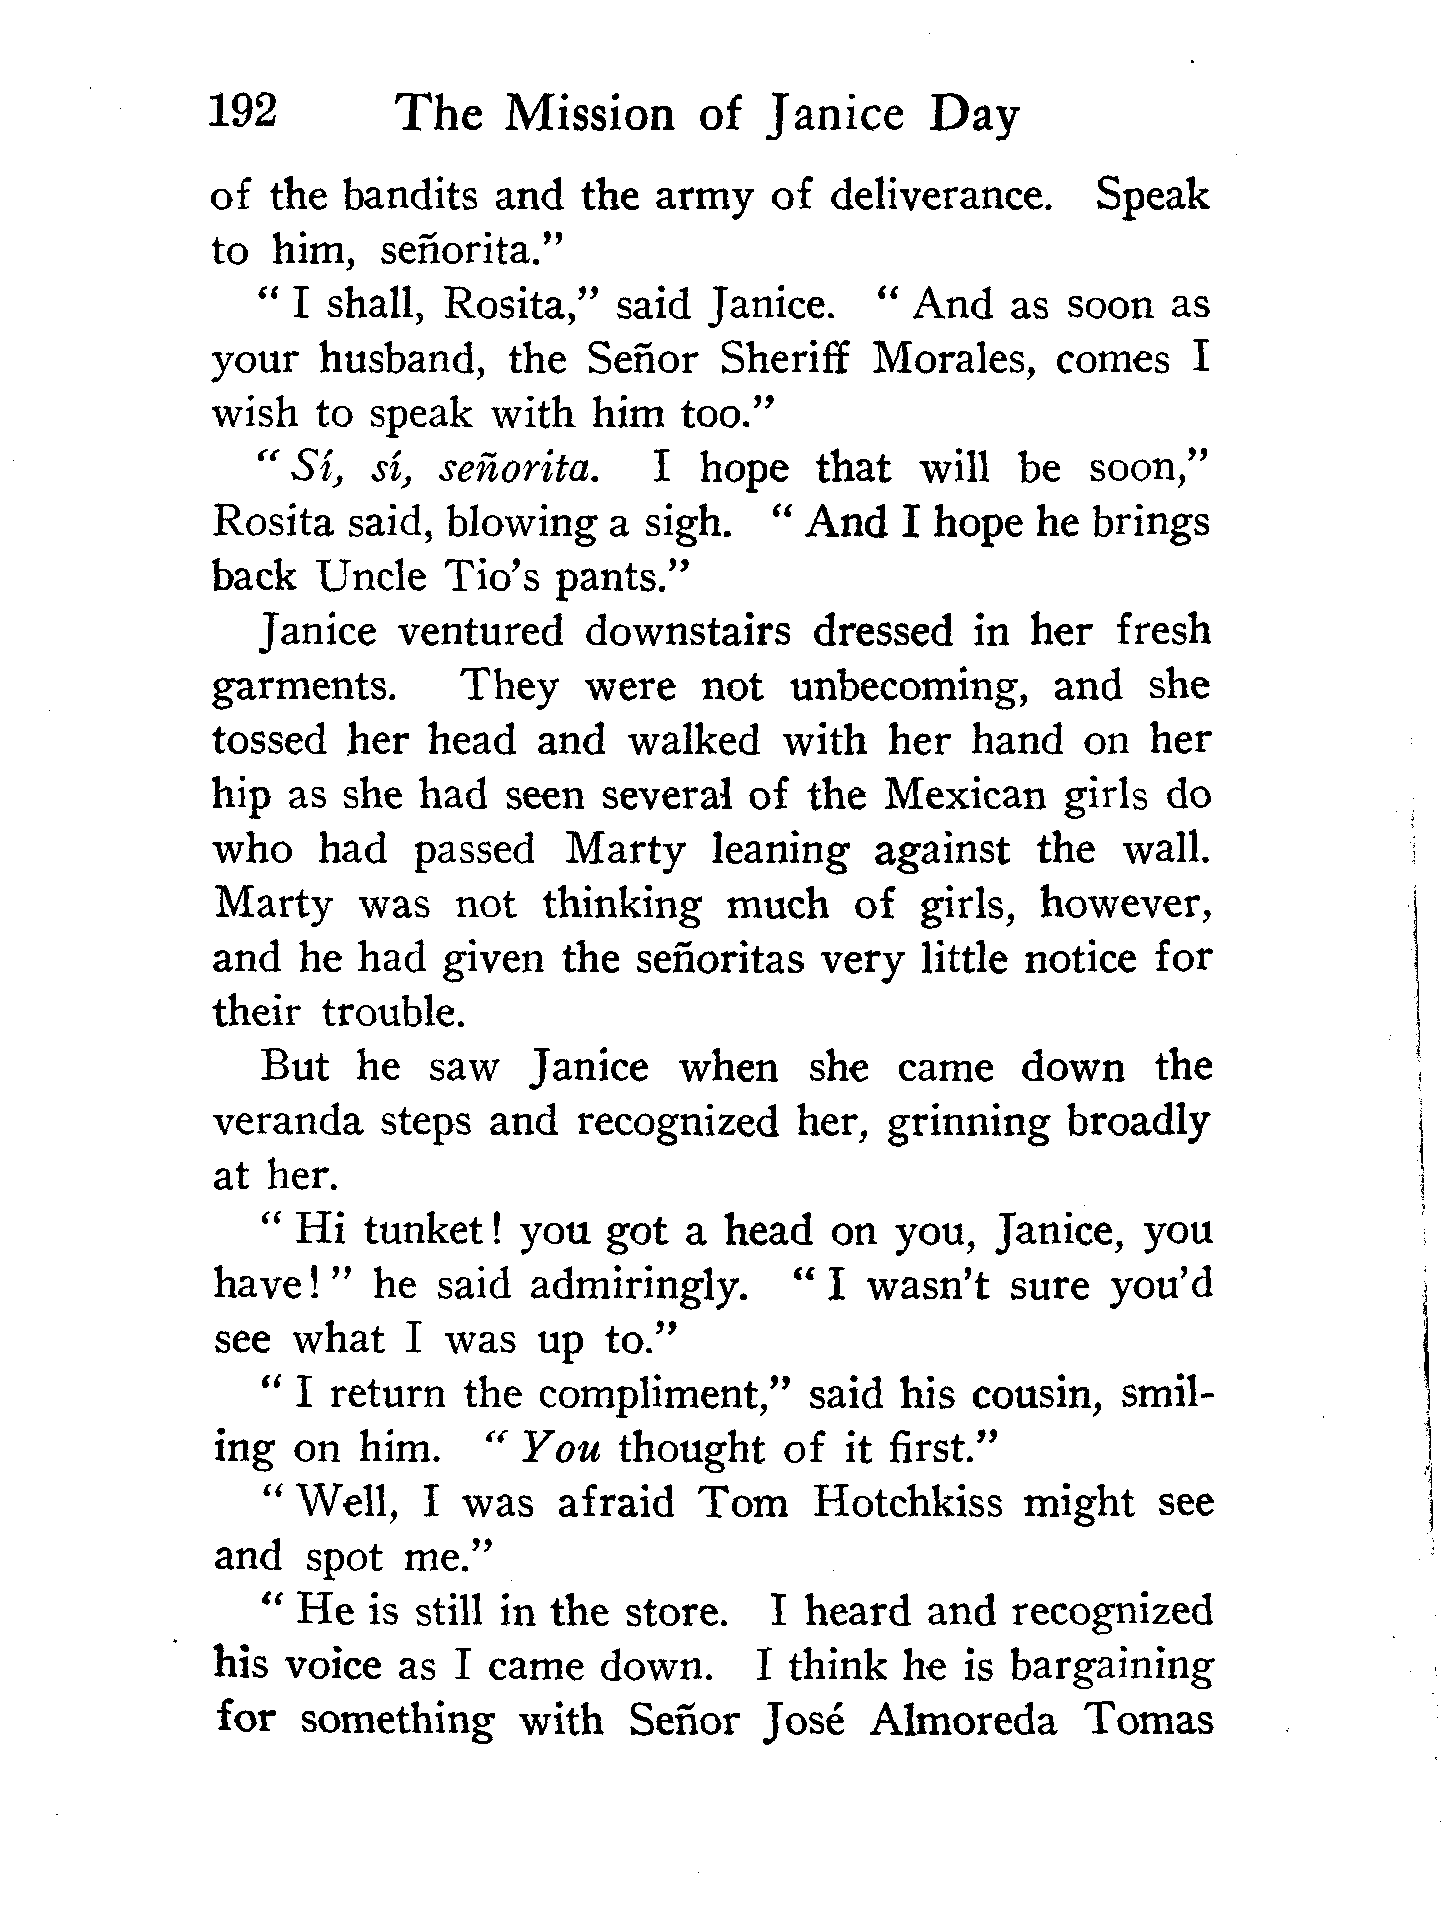 192 The Mission of Janice Day
of the bandits and the army of deliverance. Speak
to him, señorita."
" I shall, Rosita," said Janice. " And as soon as
your husband, the Señor Sheriff Morales, comes I
wish to speak with him too."
" Sí, sí, señorita. I hope that will be soon,"
Rosita said, blowing a sigh. " And I hope he brings
back Uncle Tio's pants."
Janice ventured downstairs dressed in her fresh
garments. They were not unbecoming, and she
tossed her head and walked with her hand on her
hip as she had seen several of the Mexican girls do
who had passed Marty leaning against the wall.
Marty was not thinking much of girls, however,
and he had given the señoritas very little notice for
their trouble.
But he saw Janice when she came down the
veranda steps and recognized her, grinning broadly
at her.
" Hi tunket! you got a head on you, Janice, you
have! " he said admiringly. " I wasn't sure you'd
see what I was up to."
" I return the compliment," said his cousin, smil-
ing on him. " You thought of it first."
" Well, I was afraid Tom Hotchkiss might see
and spot me."
" He is still in the store. I heard and recognized
his voice as I came down. I think he is bargaining
for something with Señor José Almoreda Tomas